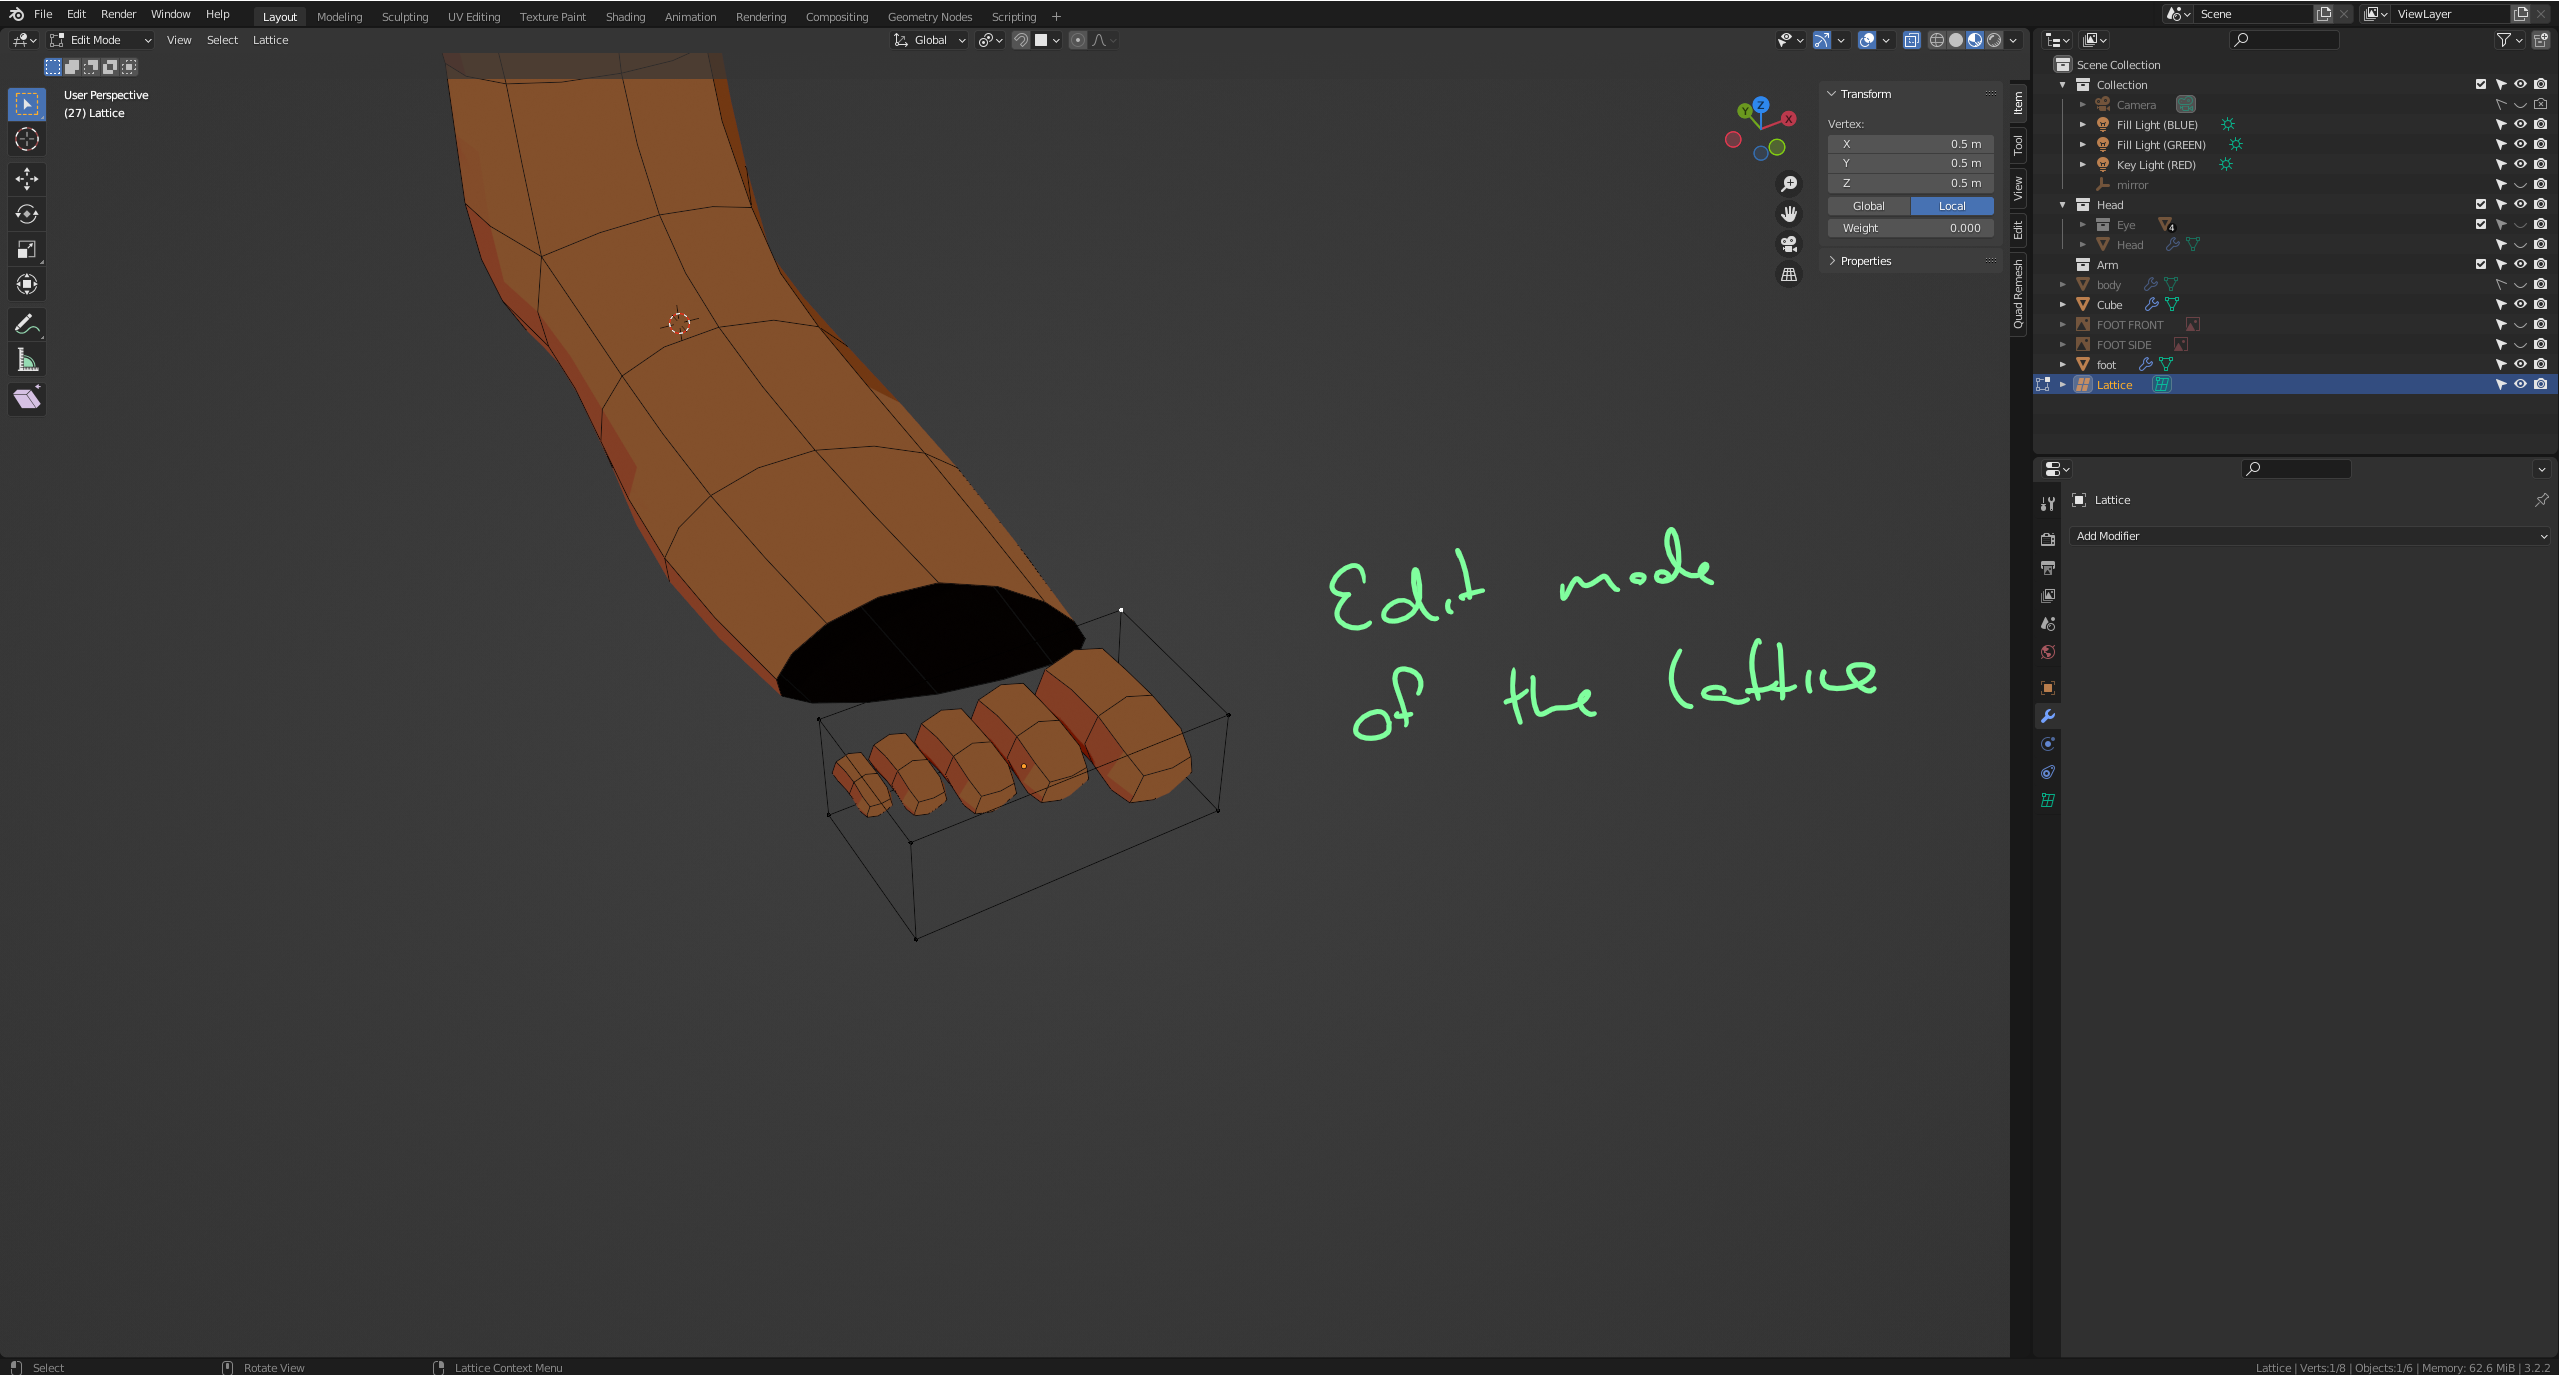 File Edit Render Window Help Layout Modeling Sculpting UV Editing Texture Paint Shading Animation Rendering Compositing Geometry Nodes Scripting + Scene ViewLayer
Edit Mode View Select Lattice Global
User Perspective
(27) Lattice
Transform
Vertex:
X 0.5 m
Y 0.5 m
Z 0.5 m
Global Local
Weight 0.000
Properties
Item
Tool
View
Edit
Quad Remesh
X
Y
Z
Edit mode
of the lattice
Scene Collection
Collection
Camera
Fill Light (BLUE)
Fill Light (GREEN)
Key Light (RED)
mirror
Head
Eye 4
Head
Arm
body
Cube
FOOT FRONT
FOOT SIDE
foot
Lattice
Lattice
Add Modifier
Select Rotate View Lattice Context Menu Lattice | Verts:1/8 | Objects:1/6 | Memory: 62.6 MiB | 3.2.2